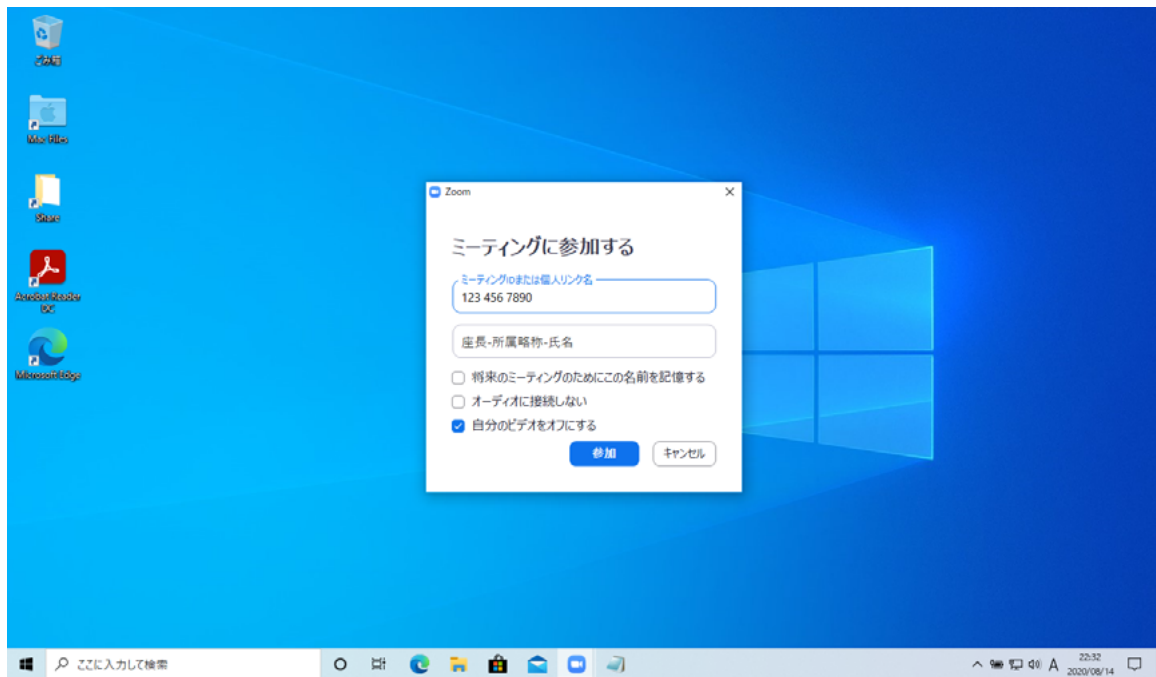 ごみ箱
Mac Files
Share
Acrobat Reader
DC
Microsoft Edge
Zoom
ミーティングに参加する
ミーティングIDまたは個人リンク名
123 456 7890
座長-所属略称-氏名
将来のミーティングのためにこの名前を記憶する
オーディオに接続しない
自分のビデオをオフにする
参加
キャンセル
ここに入力して検索
A
22:32
2020/08/14